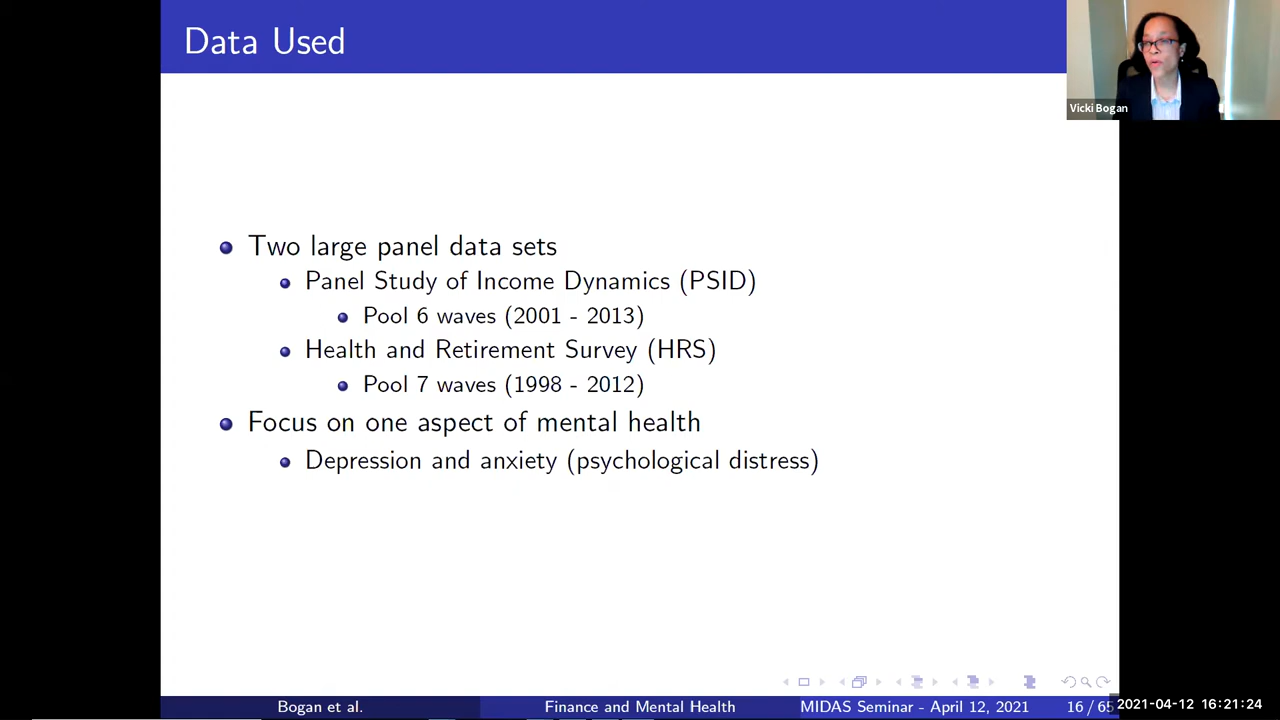 Data Used
Vicki Bogan
Two large panel data sets
Panel Study of Income Dynamics (PSID)
Pool 6 waves (2001 - 2013)
Health and Retirement Survey (HRS)
Pool 7 waves (1998 - 2012)
Focus on one aspect of mental health
Depression and anxiety (psychological distress)
Bogan et al.
Finance and Mental Health
MIDAS Seminar - April 12, 2021
16 / 65
2021-04-12 16:21:24